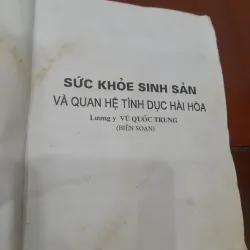 SỨC KHỎE SINH SẢN
VÀ QUAN HỆ TÌNH DỤC HÀI HÒA
Lương y VŨ QUỐC TRUNG
(BIÊN SOẠN)